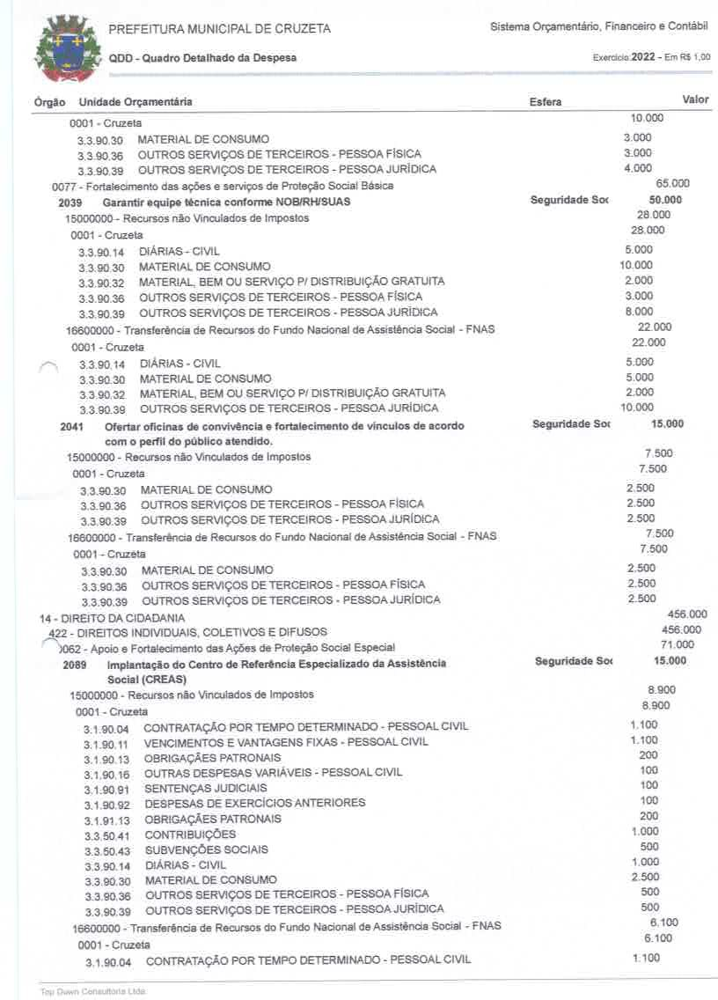 PREFEITURA MUNICIPAL DE CRUZETA Sistema Orçamentário, Financeiro e Contábil
QDD - Quadro Detalhado da Despesa Exercício:2022 - Em R$ 1,00
Órgão Unidade Orçamentária Esfera Valor
0001 - Cruzeta 10.000
3.3.90.30 MATERIAL DE CONSUMO 3.000
3.3.90.36 OUTROS SERVIÇOS DE TERCEIROS - PESSOA FÍSICA 3.000
3.3.90.39 OUTROS SERVIÇOS DE TERCEIROS - PESSOA JURÍDICA 4.000
0077 - Fortalecimento das ações e serviços de Proteção Social Básica 65.000
2039 Garantir equipe técnica conforme NOB/RH/SUAS Seguridade Soc 50.000
15000000 - Recursos não Vinculados de Impostos 28.000
0001 - Cruzeta 28.000
3.3.90.14 DIÁRIAS - CIVIL 5.000
3.3.90.30 MATERIAL DE CONSUMO 10.000
3.3.90.32 MATERIAL, BEM OU SERVIÇO P/ DISTRIBUIÇÃO GRATUITA 2.000
3.3.90.36 OUTROS SERVIÇOS DE TERCEIROS - PESSOA FÍSICA 3.000
3.3.90.39 OUTROS SERVIÇOS DE TERCEIROS - PESSOA JURÍDICA 8.000
16600000 - Transferência de Recursos do Fundo Nacional de Assistência Social - FNAS 22.000
0001 - Cruzeta 22.000
3.3.90.14 DIÁRIAS - CIVIL 5.000
3.3.90.30 MATERIAL DE CONSUMO 5.000
3.3.90.32 MATERIAL, BEM OU SERVIÇO P/ DISTRIBUIÇÃO GRATUITA 2.000
3.3.90.39 OUTROS SERVIÇOS DE TERCEIROS - PESSOA JURÍDICA 10.000
2041 Ofertar oficinas de convivência e fortalecimento de vínculos de acordo Seguridade Soc 15.000
com o perfil do público atendido.
15000000 - Recursos não Vinculados de Impostos 7.500
0001 - Cruzeta 7.500
3.3.90.30 MATERIAL DE CONSUMO 2.500
3.3.90.36 OUTROS SERVIÇOS DE TERCEIROS - PESSOA FÍSICA 2.500
3.3.90.39 OUTROS SERVIÇOS DE TERCEIROS - PESSOA JURÍDICA 2.500
16600000 - Transferência de Recursos do Fundo Nacional de Assistência Social - FNAS 7.500
0001 - Cruzeta 7.500
3.3.90.30 MATERIAL DE CONSUMO 2.500
3.3.90.36 OUTROS SERVIÇOS DE TERCEIROS - PESSOA FÍSICA 2.500
3.3.90.39 OUTROS SERVIÇOS DE TERCEIROS - PESSOA JURÍDICA 2.500
14 - DIREITO DA CIDADANIA 456.000
422 - DIREITOS INDIVIDUAIS, COLETIVOS E DIFUSOS 456.000
0062 - Apoio e Fortalecimento das Ações de Proteção Social Especial 71.000
2089 Implantação do Centro de Referência Especializado da Assistência Seguridade Soc 15.000
Social (CREAS)
15000000 - Recursos não Vinculados de Impostos 8.900
0001 - Cruzeta 8.900
3.1.90.04 CONTRATAÇÃO POR TEMPO DETERMINADO - PESSOAL CIVIL 1.100
3.1.90.11 VENCIMENTOS E VANTAGENS FIXAS - PESSOAL CIVIL 1.100
3.1.90.13 OBRIGAÇÃES PATRONAIS 200
3.1.90.16 OUTRAS DESPESAS VARIÁVEIS - PESSOAL CIVIL 100
3.1.90.91 SENTENÇAS JUDICIAIS 100
3.1.90.92 DESPESAS DE EXERCÍCIOS ANTERIORES 100
3.1.91.13 OBRIGAÇÃES PATRONAIS 200
3.3.50.41 CONTRIBUIÇÕES 1.000
3.3.50.43 SUBVENÇÕES SOCIAIS 500
3.3.90.14 DIÁRIAS - CIVIL 1.000
3.3.90.30 MATERIAL DE CONSUMO 2.500
3.3.90.36 OUTROS SERVIÇOS DE TERCEIROS - PESSOA FÍSICA 500
3.3.90.39 OUTROS SERVIÇOS DE TERCEIROS - PESSOA JURÍDICA 500
16600000 - Transferência de Recursos do Fundo Nacional de Assistência Social - FNAS 6.100
0001 - Cruzeta 6.100
3.1.90.04 CONTRATAÇÃO POR TEMPO DETERMINADO - PESSOAL CIVIL 1.100
Top Down Consultoria Ltda.